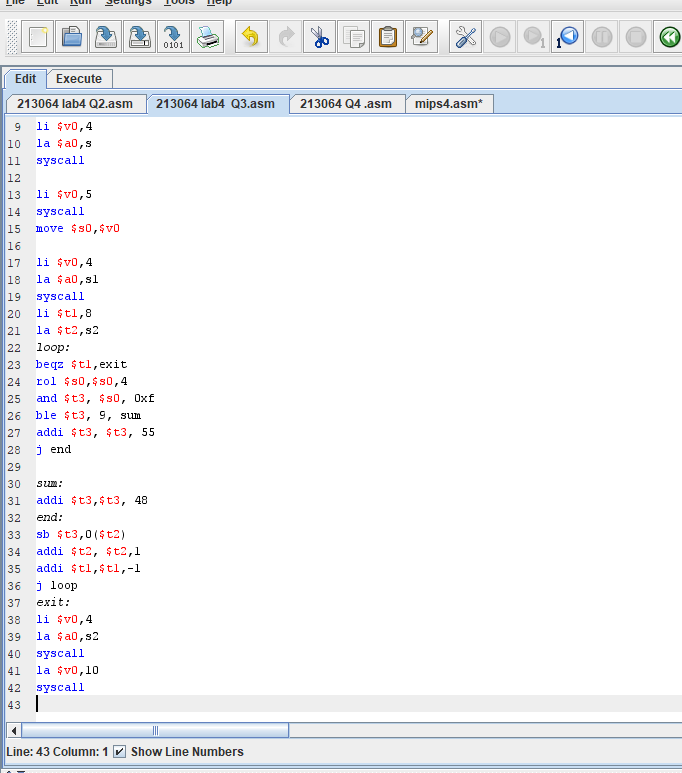 File Edit Run Settings Tools Help
0101
1
1
Edit Execute
213064 lab4 Q2.asm 213064 lab4 Q3.asm 213064 Q4 .asm mips4.asm*
9 li $v0,4
10 la $a0,s
11 syscall
12
13 li $v0,5
14 syscall
15 move $s0,$v0
16
17 li $v0,4
18 la $a0,s1
19 syscall
20 li $t1,8
21 la $t2,s2
22 loop:
23 beqz $t1,exit
24 rol $s0,$s0,4
25 and $t3, $s0, 0xf
26 ble $t3, 9, sum
27 addi $t3, $t3, 55
28 j end
29
30 sum:
31 addi $t3,$t3, 48
32 end:
33 sb $t3,0($t2)
34 addi $t2, $t2,1
35 addi $t1,$t1,-1
36 j loop
37 exit:
38 li $v0,4
39 la $a0,s2
40 syscall
41 la $v0,10
42 syscall
43
Line: 43 Column: 1 Show Line Numbers